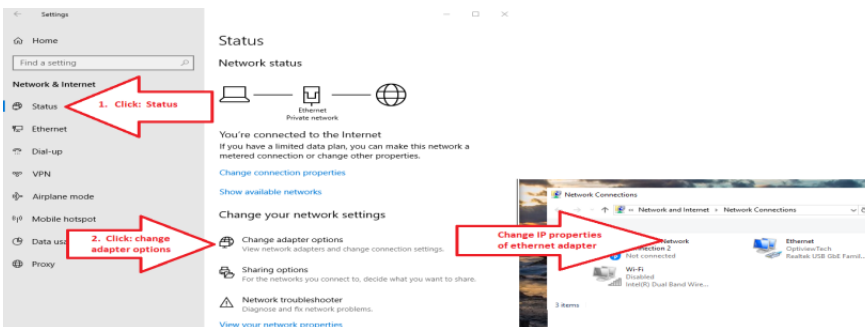 Settings
Home
Find a setting
Network & Internet
Status
Ethernet
Dial-up
VPN
Airplane mode
Mobile hotspot
Data usa
Proxy
1. Click: Status
2. Click: change
adapter options
Status
Network status
Ethernet
Private network
You're connected to the Internet
If you have a limited data plan, you can make this network a
metered connection or change other properties.
Change connection properties
Show available networks
Change your network settings
Change adapter options
View network adapters and change connection settings.
Sharing options
For the networks you connect to, decide what you want to share.
Network troubleshooter
Diagnose and fix network problems.
View your network properties
Change IP properties
of ethernet adapter
Network Connections
Network and Internet > Network Connections
Network
nnection 2
Not connected
Wi-Fi
Disabled
Intel(R) Dual Band Wire...
Ethernet
OptiviewTech
Realtek USB GbE Famil...
3 items